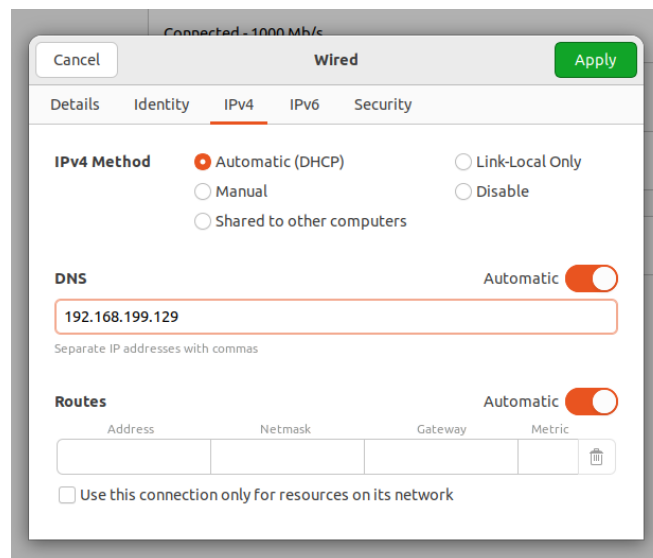 Connected - 1000 Mb/s
Cancel Wired Apply
Details Identity IPv4 IPv6 Security
IPv4 Method Automatic (DHCP) Link-Local Only
Manual Disable
Shared to other computers
DNS Automatic
192.168.199.129
Separate IP addresses with commas
Routes Automatic
Address Netmask Gateway Metric
Use this connection only for resources on its network